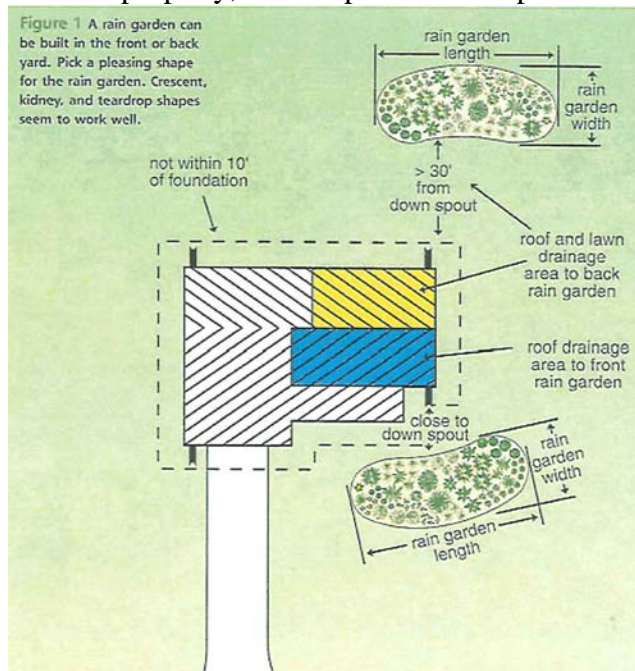 Figure 1 A rain garden can
be built in the front or back
yard. Pick a pleasing shape
for the rain garden. Crescent,
kidney, and teardrop shapes
seem to work well.
rain garden
length
rain
garden
width
not within 10'
of foundation
> 30'
from
down spout
roof and lawn
drainage
area to back
rain garden
roof drainage
area to front
rain garden
close to
down spout
rain
garden
width
rain garden
length